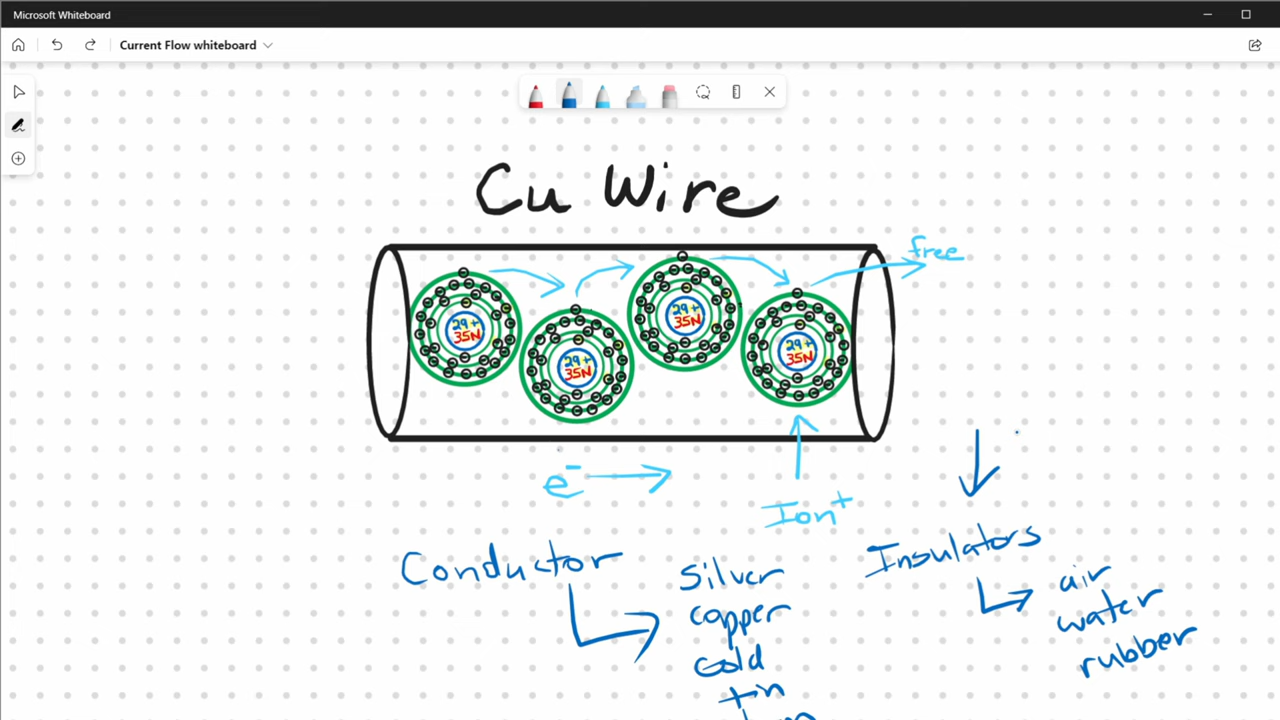 Microsoft Whiteboard
Current Flow whiteboard
Cu Wire
free
29+
35N
29+
35N
29+
35N
29+
35N
e⁻
Ion⁺
Conductor
silver
copper
Gold
tin
Insulators
air
water
rubber